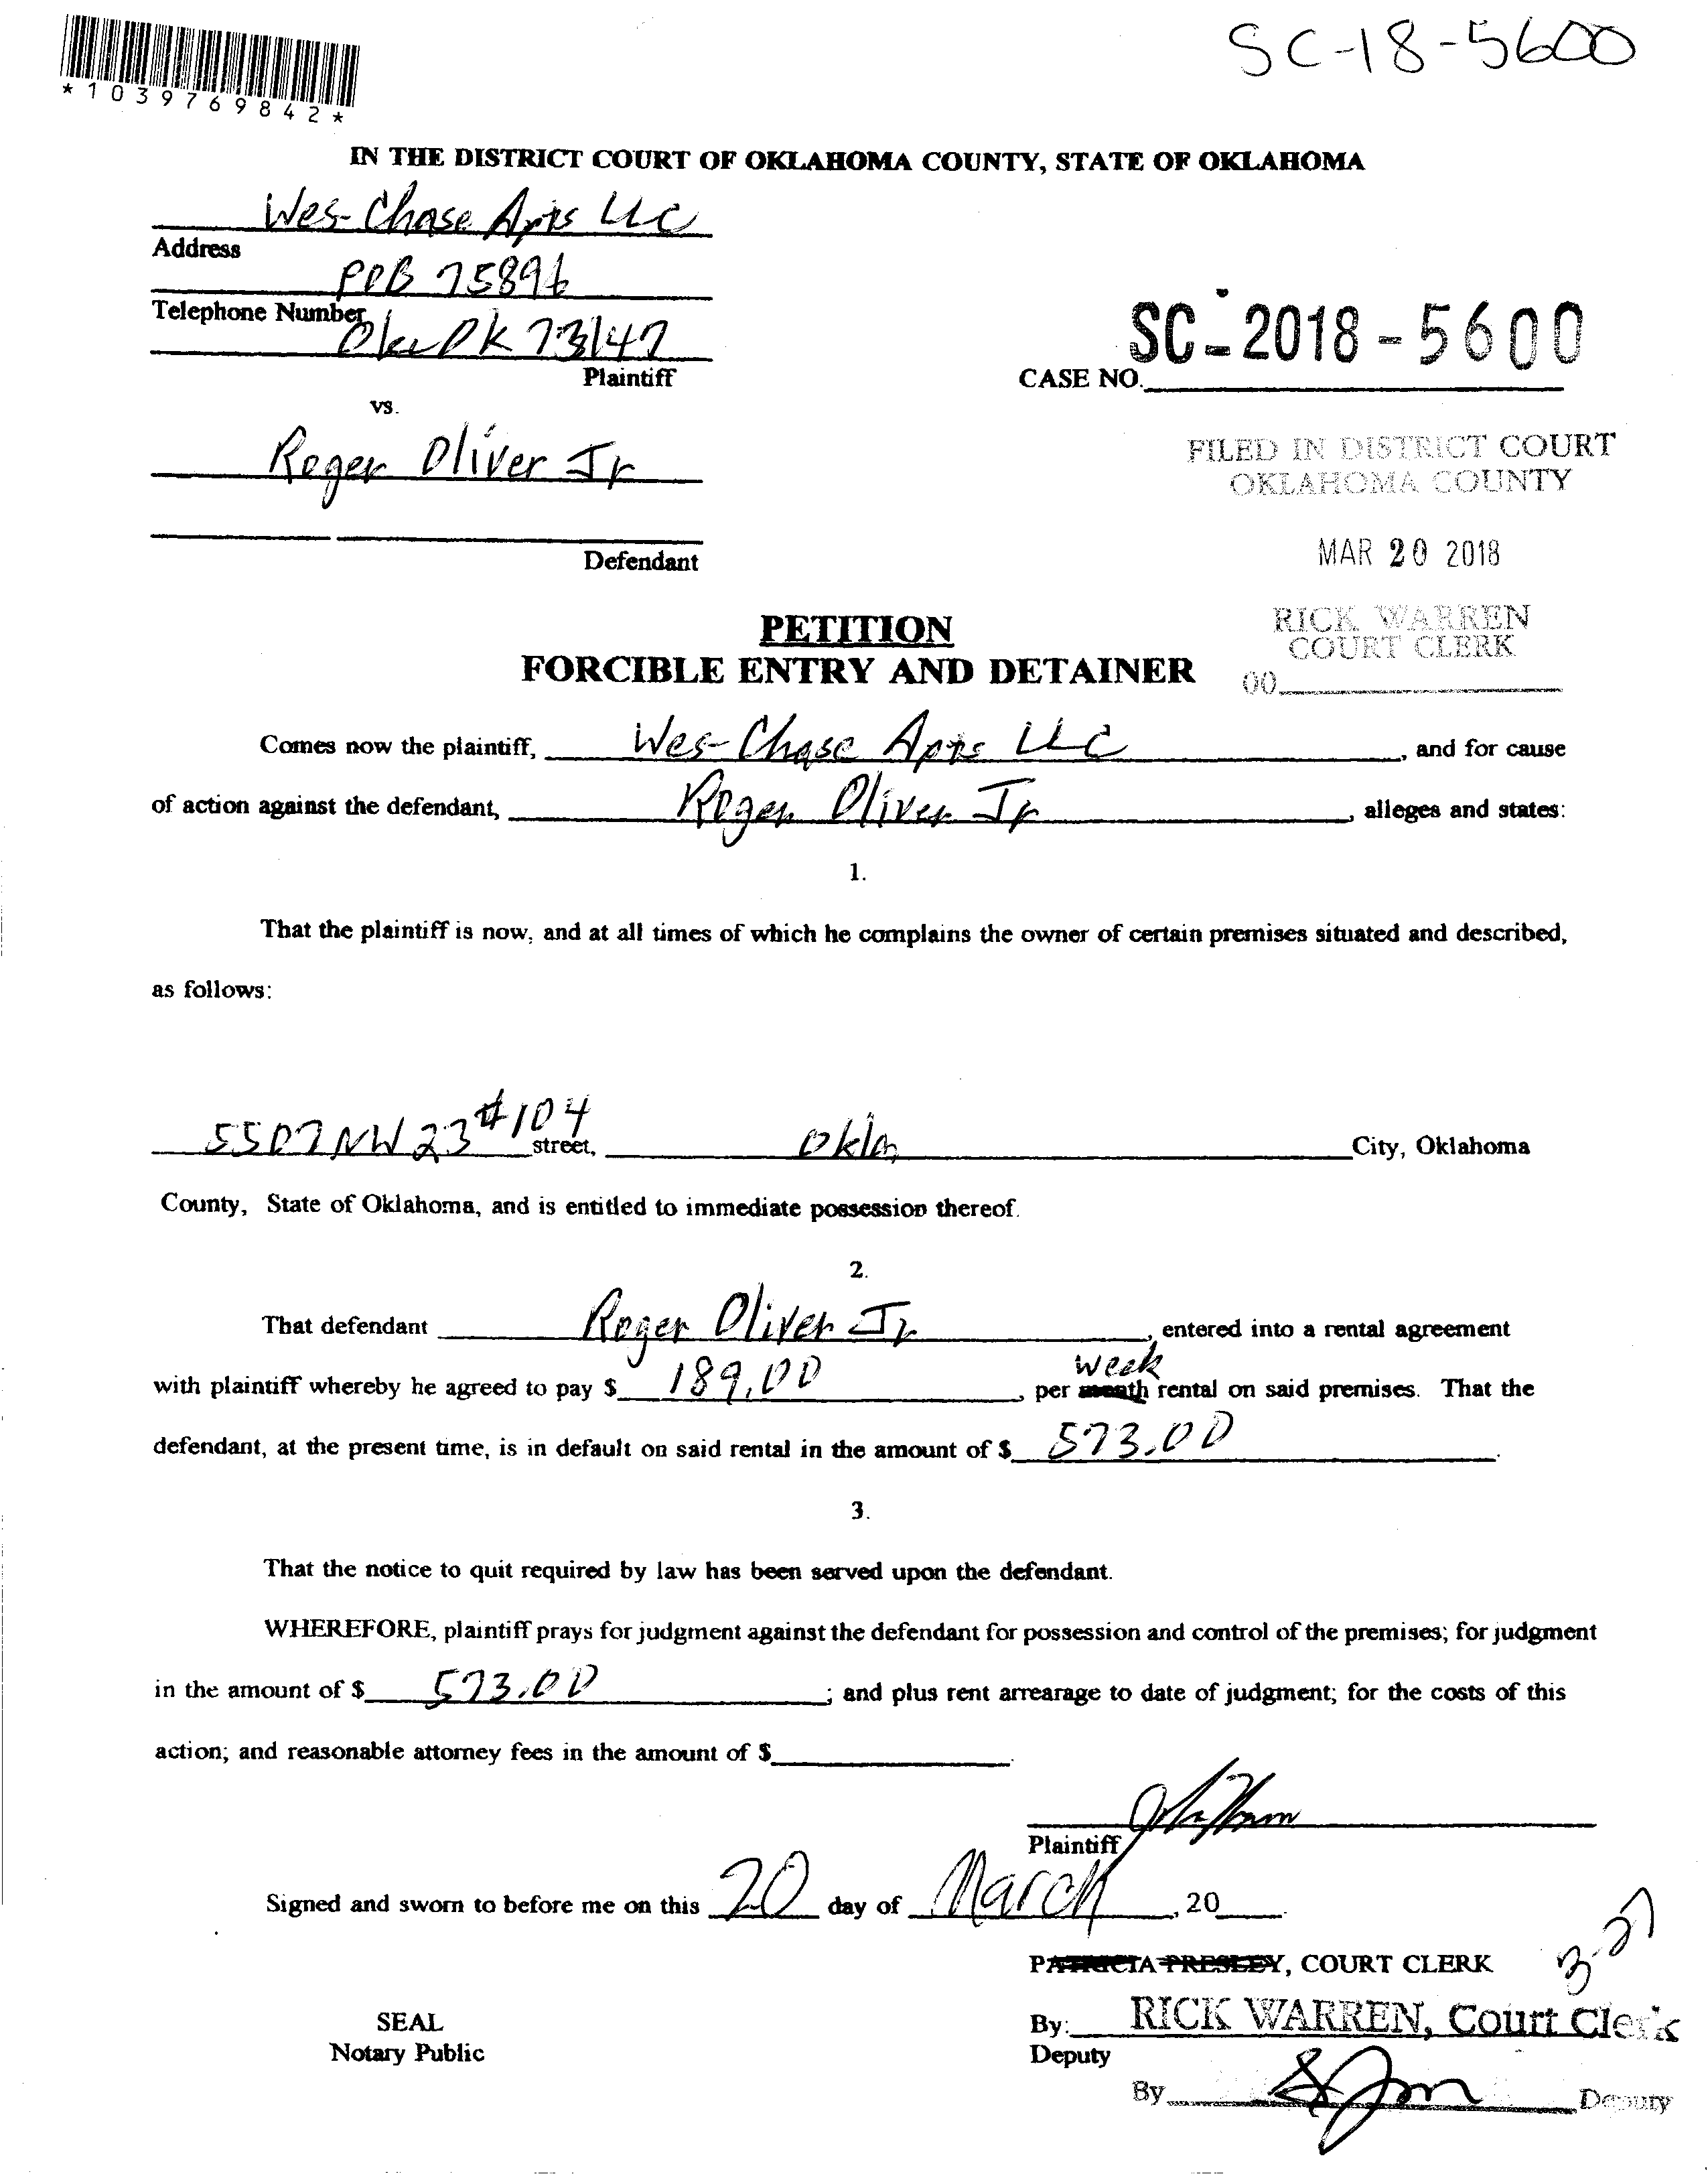 SC-18-5600
*1039769842*
IN THE DISTRICT COURT OF OKLAHOMA COUNTY, STATE OF OKLAHOMA
Wes-Chase Apts LLC
Address
POB 75896
Telephone Number
Okc OK 73147
Plaintiff
SC-2018-5600
CASE NO.
vs.
Roger Oliver Jr
FILED IN DISTRICT COURT
OKLAHOMA COUNTY
Defendant
MAR 20 2018
RICK WARREN
COURT CLERK
00
PETITION
FORCIBLE ENTRY AND DETAINER
Comes now the plaintiff, Wes-Chase Apts LLC, and for cause
of action against the defendant, Roger Oliver Jr, alleges and states:
1.
That the plaintiff is now, and at all times of which he complains the owner of certain premises situated and described,
as follows:
5507 NW 23 #104 street, Okla City, Oklahoma
County, State of Oklahoma, and is entitled to immediate possession thereof.
2.
That defendant Roger Oliver Jr, entered into a rental agreement
with plaintiff whereby he agreed to pay $ 189.00, per month week rental on said premises. That the
defendant, at the present time, is in default on said rental in the amount of $ 573.00.
3.
That the notice to quit required by law has been served upon the defendant.
WHEREFORE, plaintiff prays for judgment against the defendant for possession and control of the premises; for judgment
in the amount of $ 573.00; and plus rent arrearage to date of judgment; for the costs of this
action; and reasonable attorney fees in the amount of $
Plaintiff
Signed and sworn to before me on this 20 day of March, 20
3-27
PATRICIA PRESLEY, COURT CLERK
SEAL
Notary Public
By: RICK WARREN, Court Clerk
Deputy
By Deputy